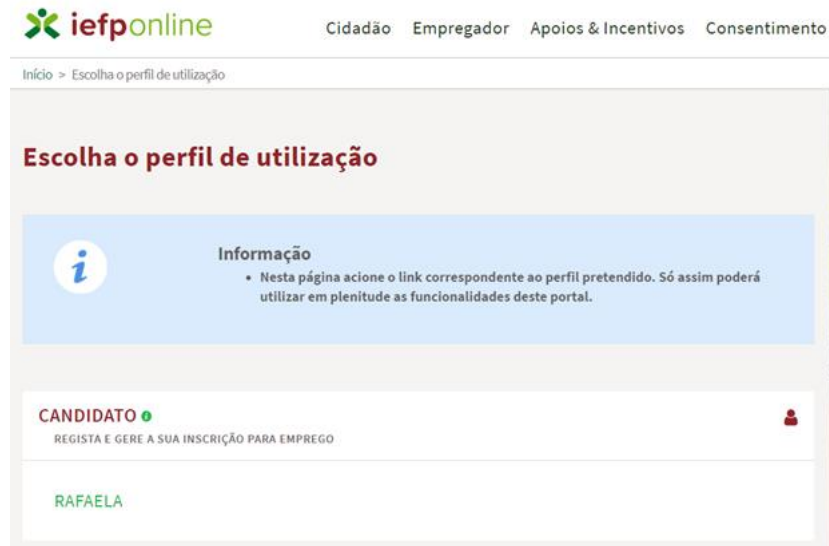 iefponline
Cidadão Empregador Apoios & Incentivos Consentimento
Início > Escolha o perfil de utilização
Escolha o perfil de utilização
i
Informação
• Nesta página acione o link correspondente ao perfil pretendido. Só assim poderá
utilizar em plenitude as funcionalidades deste portal.
CANDIDATO i
REGISTA E GERE A SUA INSCRIÇÃO PARA EMPREGO
RAFAELA